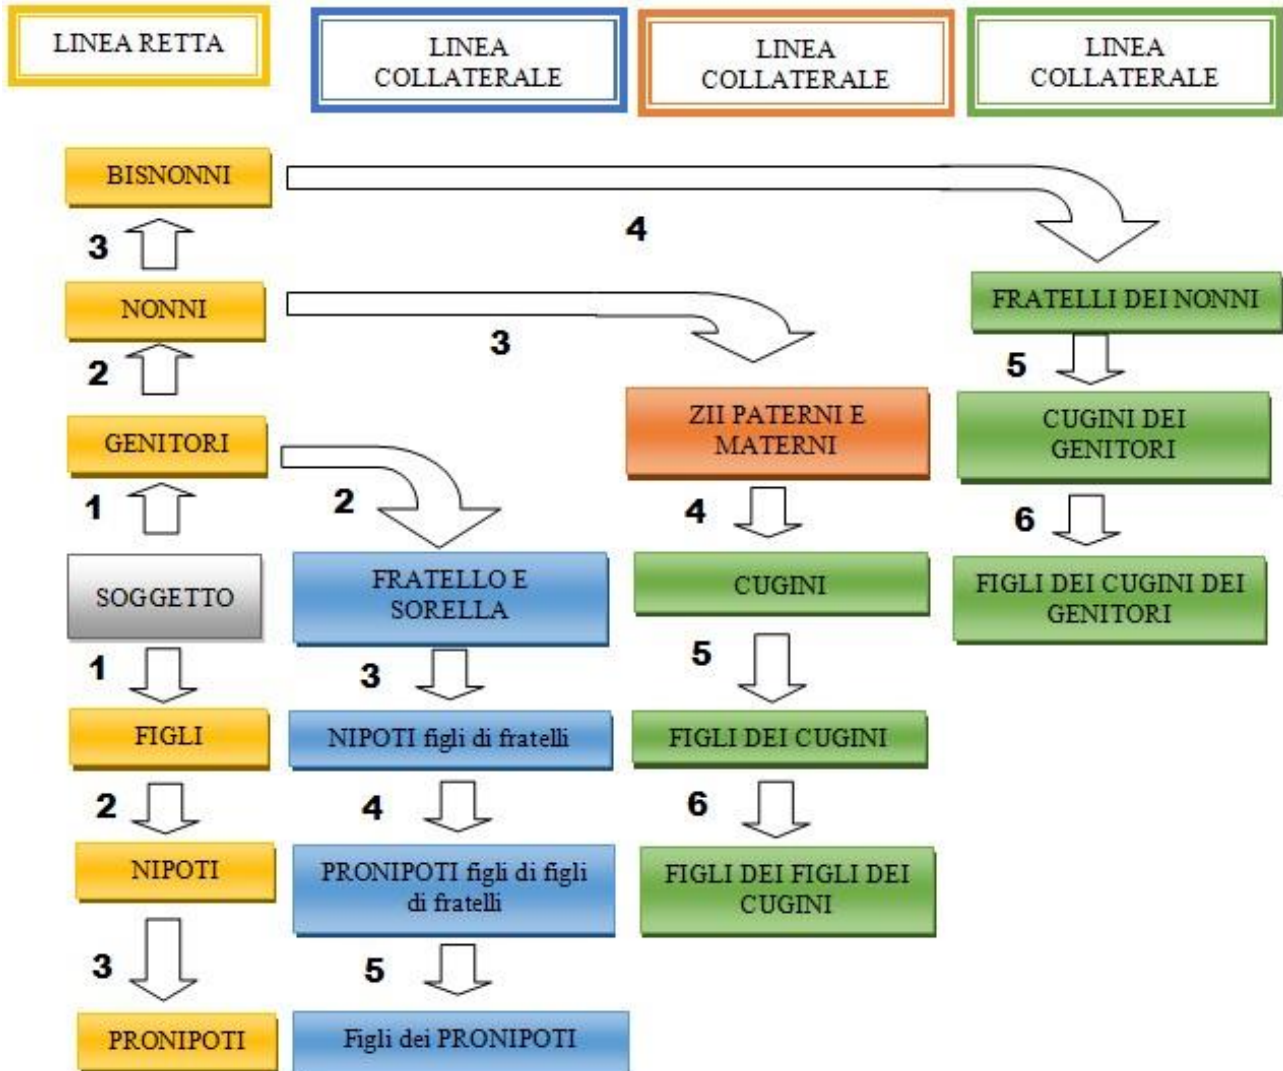 LINEA RETTA
LINEA
COLLATERALE
LINEA
COLLATERALE
LINEA
COLLATERALE
BISNONNI
4
3
NONNI
FRATELLI DEI NONNI
3
2
5
GENITORI
ZII PATERNI E
MATERNI
CUGINI DEI
GENITORI
1
2
4
6
SOGGETTO
FRATELLO E
SORELLA
CUGINI
FIGLI DEI CUGINI DEI
GENITORI
1
3
5
FIGLI
NIPOTI figli di fratelli
FIGLI DEI CUGINI
2
4
6
NIPOTI
PRONIPOTI figli di figli
di fratelli
FIGLI DEI FIGLI DEI
CUGINI
3
5
PRONIPOTI
Figli dei PRONIPOTI